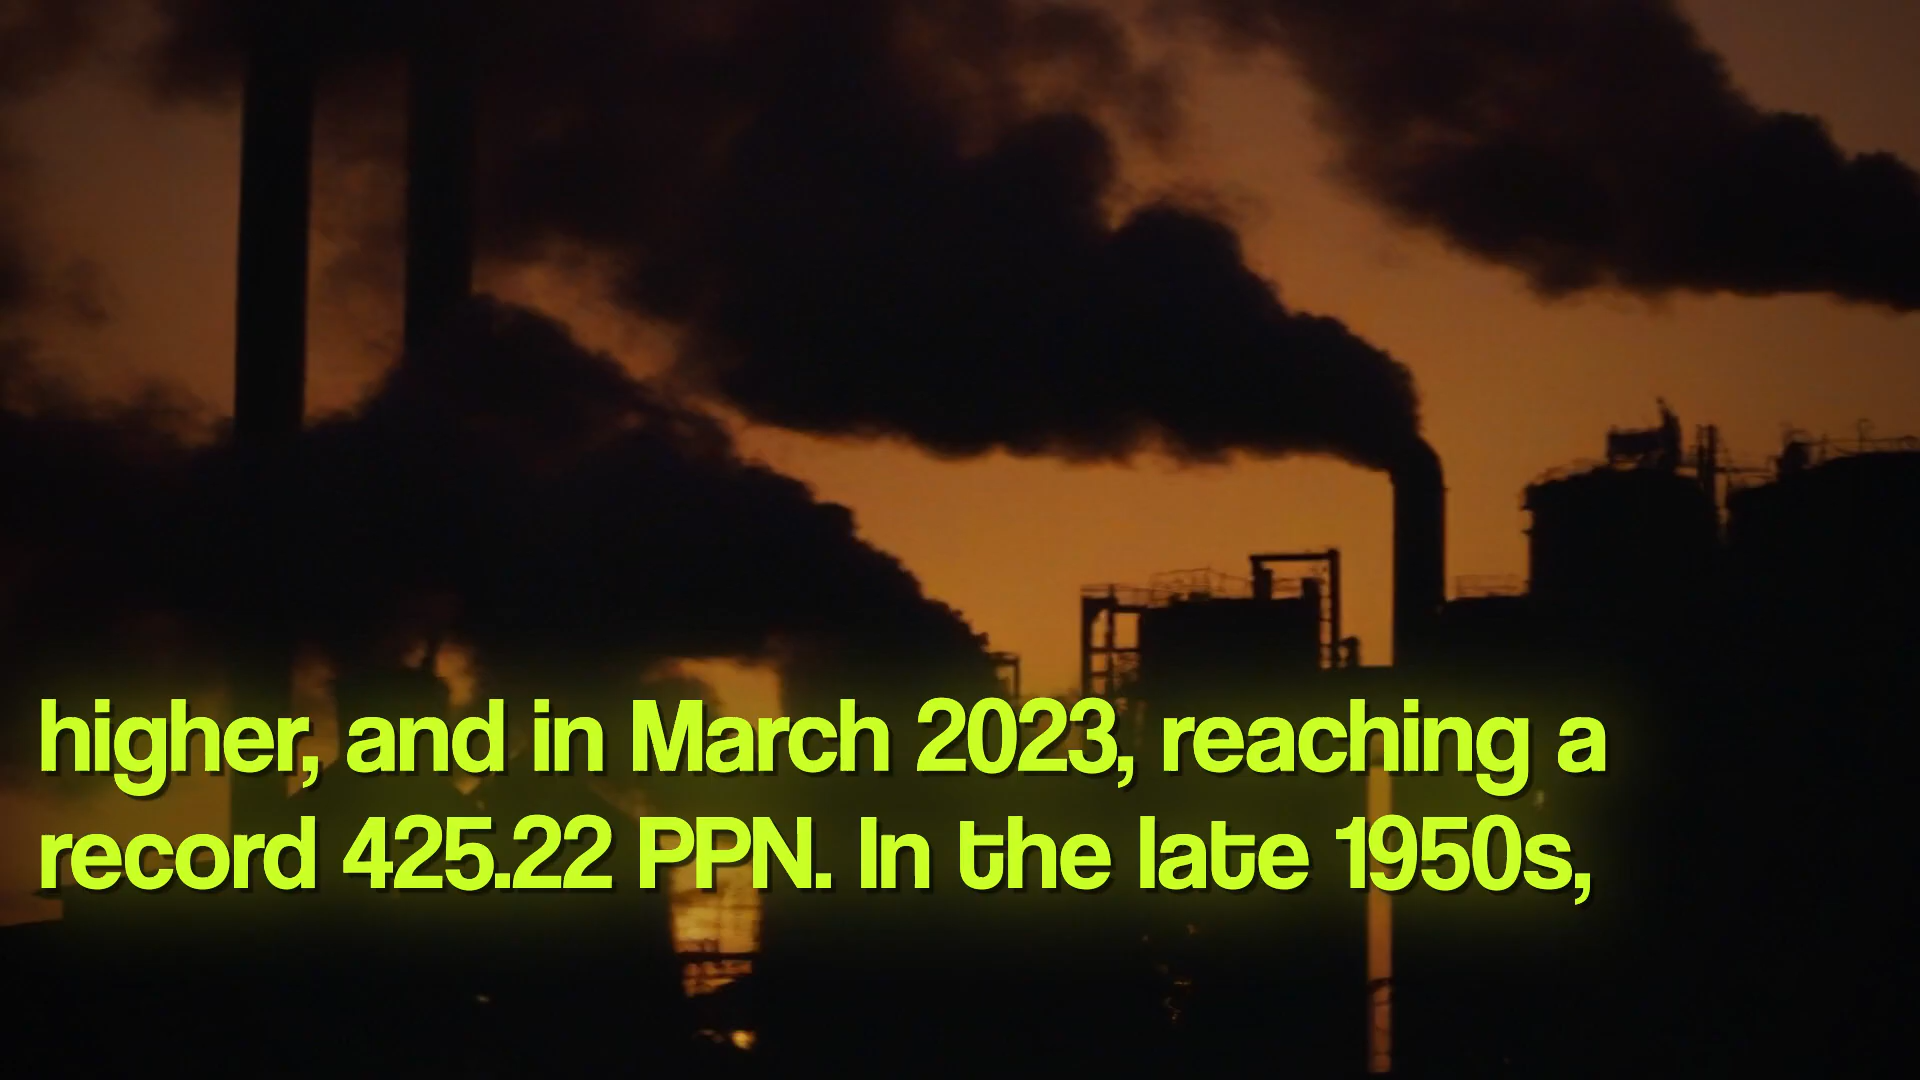 higher, and in March 2023, reaching a
record 425.22 PPN. In the late 1950s,